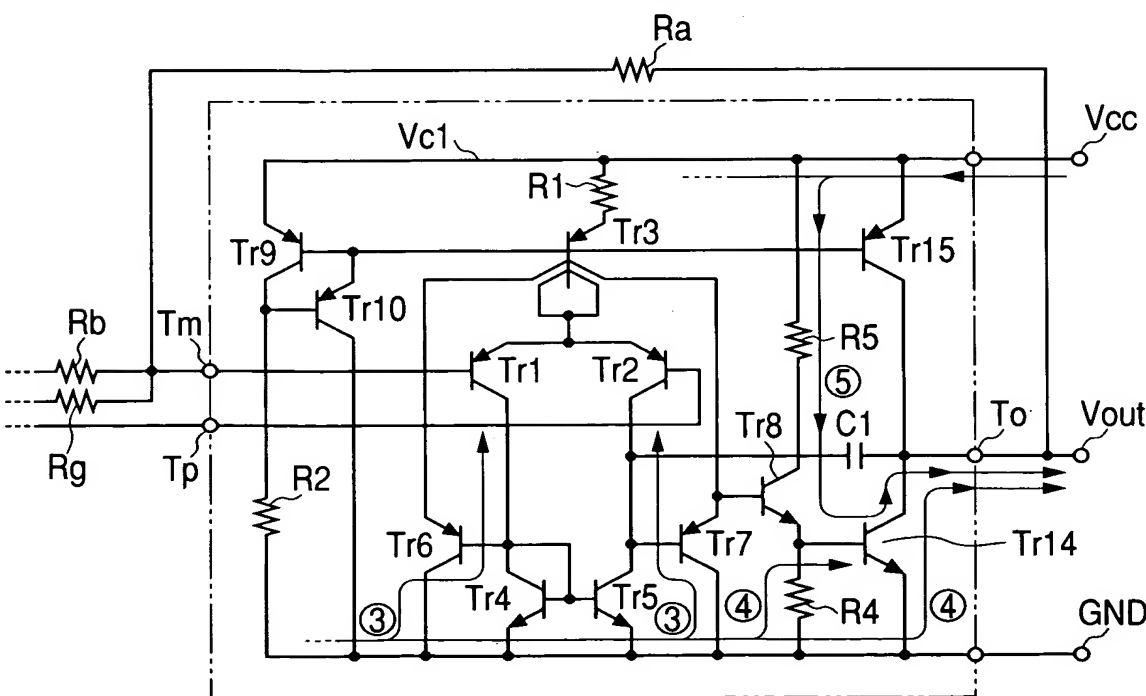 Ra
Vcc
Vc1
R1
Tr3
Tr9
Tr15
Tr10
Rb
Tm
R5
Tr1
Tr2
⑤
Tr8
C1
To
Vout
Rg
Tp
R2
Tr6
Tr7
Tr14
Tr4
Tr5
③
③
④
R4
④
GND